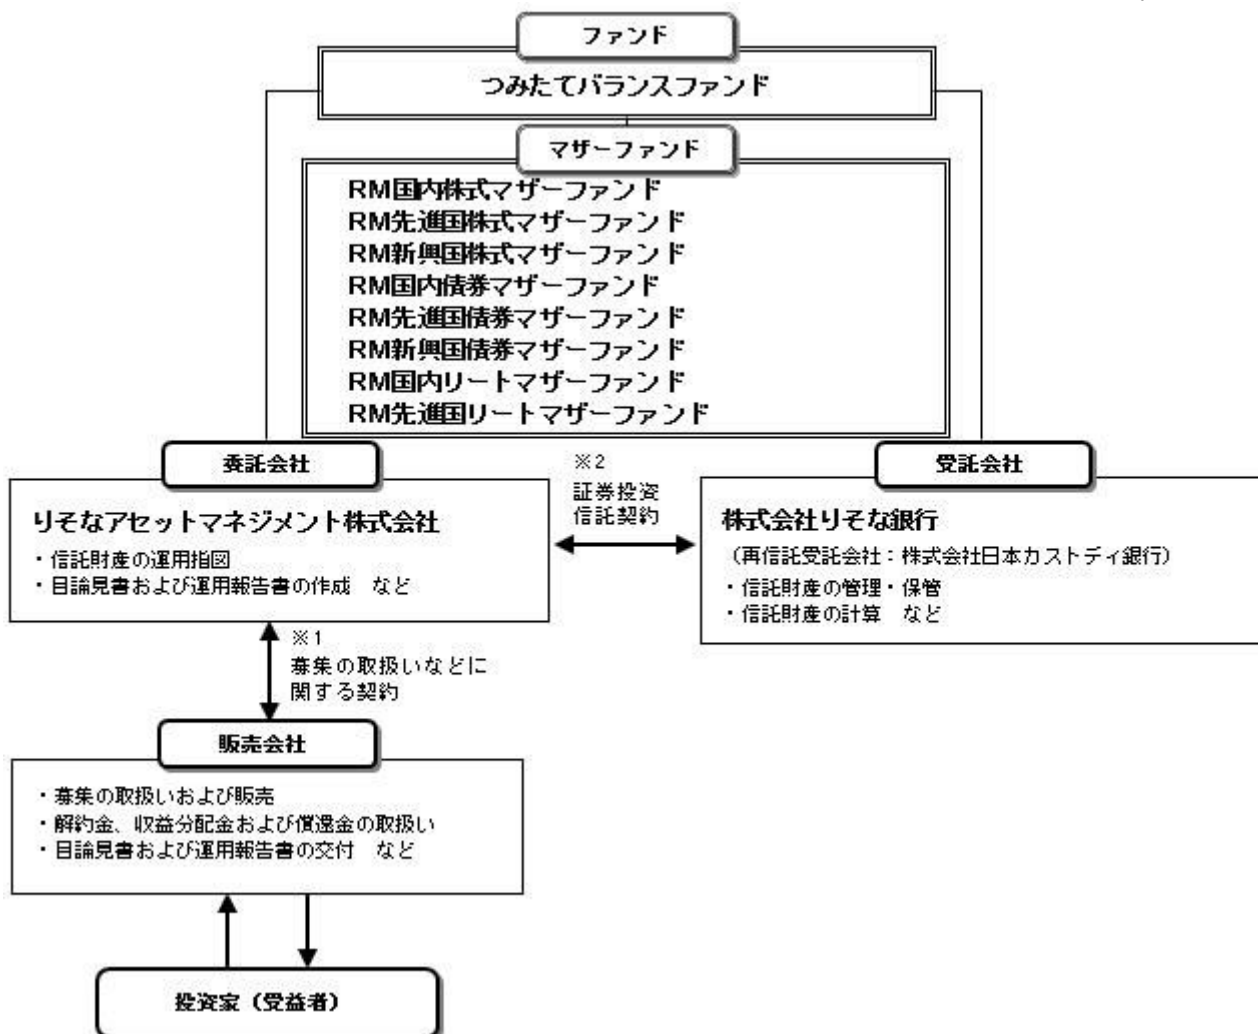 ファンド
つみたてバランスファンド
マザーファンド
RM国内株式マザーファンド
RM先進国株式マザーファンド
RM新興国株式マザーファンド
RM国内債券マザーファンド
RM先進国債券マザーファンド
RM新興国債券マザーファンド
RM国内リートマザーファンド
RM先進国リートマザーファンド
委託会社
りそなアセットマネジメント株式会社
・信託財産の運用指図
・目論見書および運用報告書の作成　など
※2
証券投資
信託契約
受託会社
株式会社りそな銀行
（再信託受託会社：株式会社日本カストディ銀行）
・信託財産の管理・保管
・信託財産の計算　など
※1
募集の取扱いなどに
関する契約
販売会社
・募集の取扱いおよび販売
・解約金、収益分配金および償還金の取扱い
・目論見書および運用報告書の交付　など
投資家（受益者）